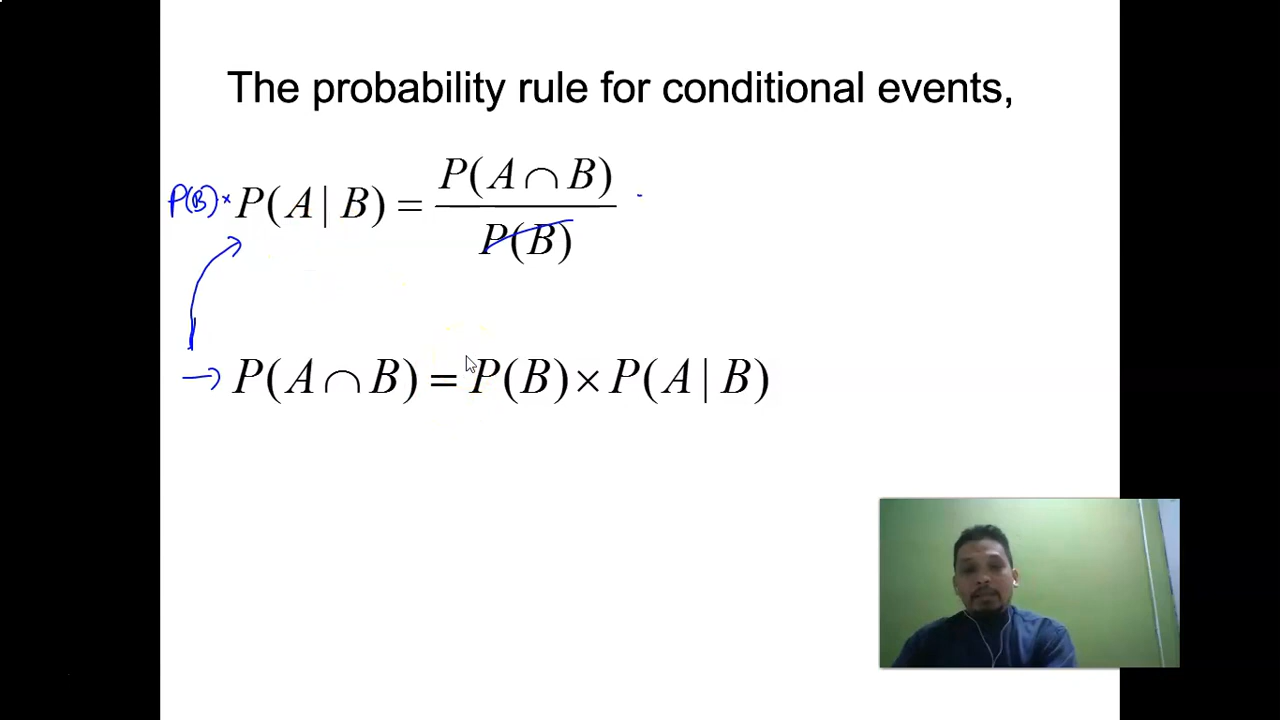 The probability rule for conditional events,
P(B) × P(A | B) = P(A ∩ B) / P(B)
→ P(A ∩ B) = P(B) × P(A | B)